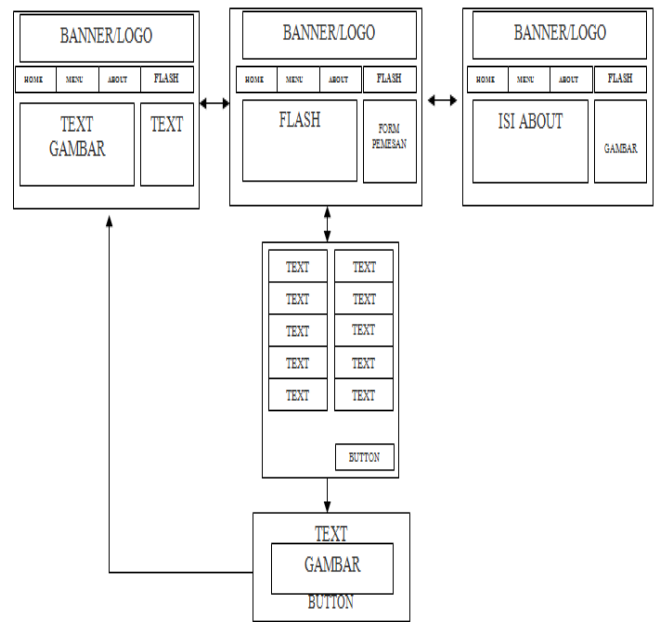 BANNER/LOGO
HOME MENU ABOUT FLASH
TEXT
GAMBAR
TEXT
BANNER/LOGO
HOME MENU ABOUT FLASH
FLASH
FORM
PEMESAN
BANNER/LOGO
HOME MENU ABOUT FLASH
ISI ABOUT
GAMBAR
TEXT TEXT
TEXT TEXT
TEXT TEXT
TEXT TEXT
TEXT TEXT
BUTTON
TEXT
GAMBAR
BUTTON